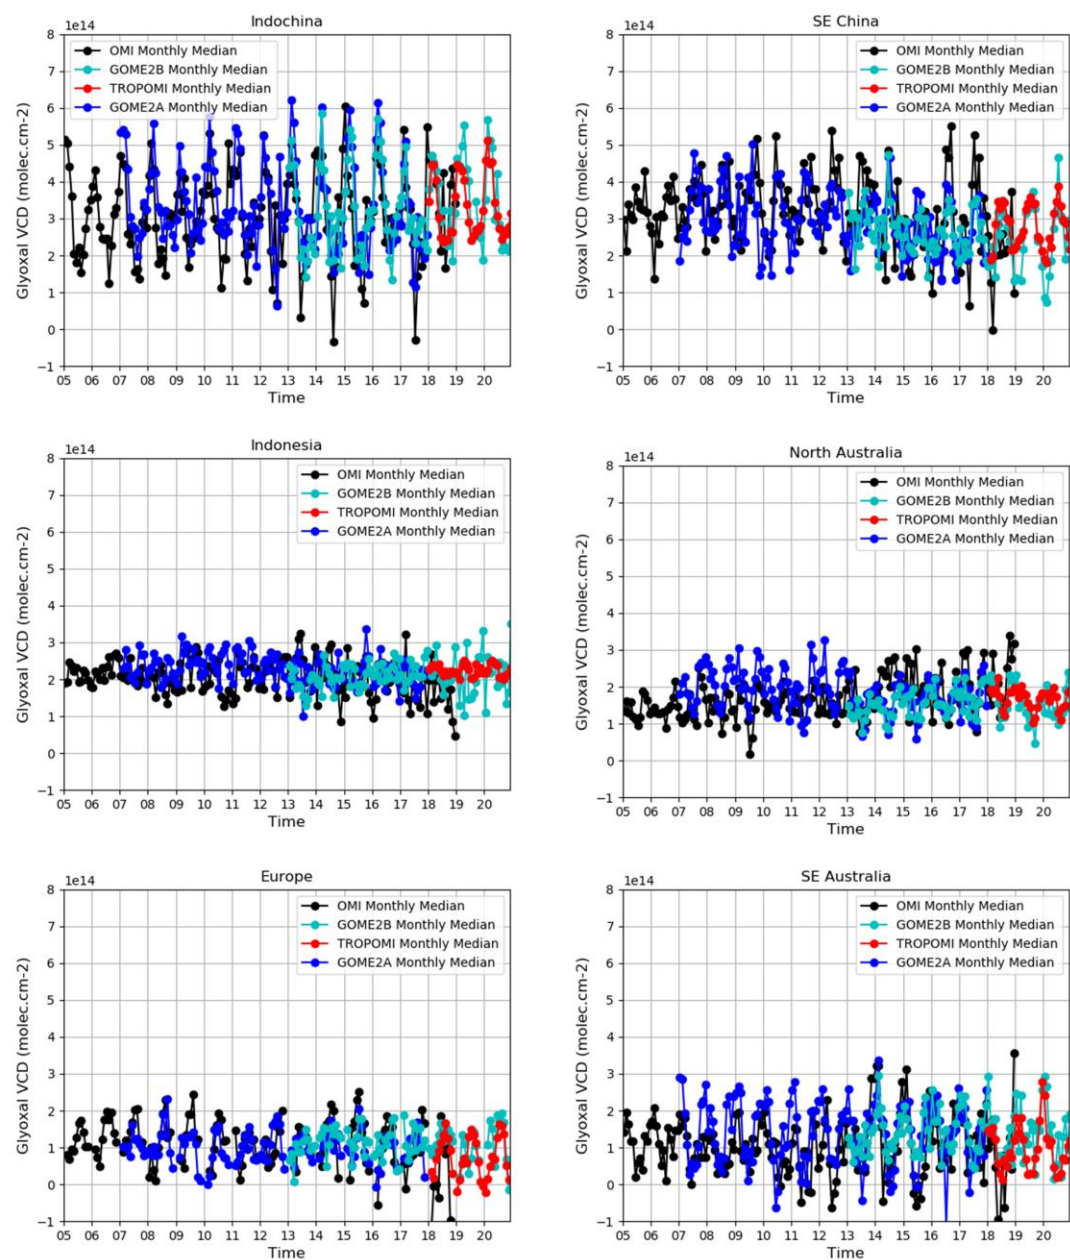 Indochina
1e14
8
7
6
5
4
3
2
1
0
−1
Glyoxal VCD (molec.cm-2)
OMI Monthly Median
GOME2B Monthly Median
TROPOMI Monthly Median
GOME2A Monthly Median
05 06 07 08 09 10 11 12 13 14 15 16 17 18 19 20
Time
SE China
1e14
8
7
6
5
4
3
2
1
0
−1
Glyoxal VCD (molec.cm-2)
OMI Monthly Median
GOME2B Monthly Median
TROPOMI Monthly Median
GOME2A Monthly Median
05 06 07 08 09 10 11 12 13 14 15 16 17 18 19 20
Time
Indonesia
1e14
8
7
6
5
4
3
2
1
0
−1
Glyoxal VCD (molec.cm-2)
OMI Monthly Median
GOME2B Monthly Median
TROPOMI Monthly Median
GOME2A Monthly Median
05 06 07 08 09 10 11 12 13 14 15 16 17 18 19 20
Time
North Australia
1e14
8
7
6
5
4
3
2
1
0
−1
Glyoxal VCD (molec.cm-2)
OMI Monthly Median
GOME2B Monthly Median
TROPOMI Monthly Median
GOME2A Monthly Median
05 06 07 08 09 10 11 12 13 14 15 16 17 18 19 20
Time
Europe
1e14
8
7
6
5
4
3
2
1
0
−1
Glyoxal VCD (molec.cm-2)
OMI Monthly Median
GOME2B Monthly Median
TROPOMI Monthly Median
GOME2A Monthly Median
05 06 07 08 09 10 11 12 13 14 15 16 17 18 19 20
Time
SE Australia
1e14
8
7
6
5
4
3
2
1
0
−1
Glyoxal VCD (molec.cm-2)
OMI Monthly Median
GOME2B Monthly Median
TROPOMI Monthly Median
GOME2A Monthly Median
05 06 07 08 09 10 11 12 13 14 15 16 17 18 19 20
Time